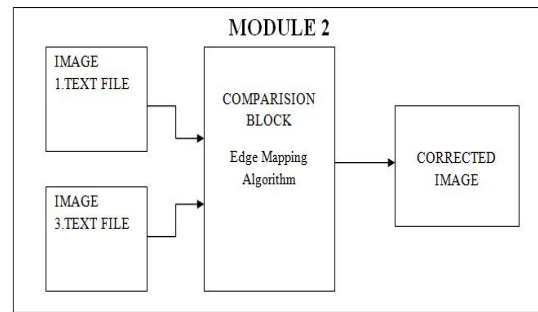 MODULE 2
IMAGE
1.TEXT FILE
COMPARISION
BLOCK
Edge Mapping
Algorithm
CORRECTED
IMAGE
IMAGE
3.TEXT FILE